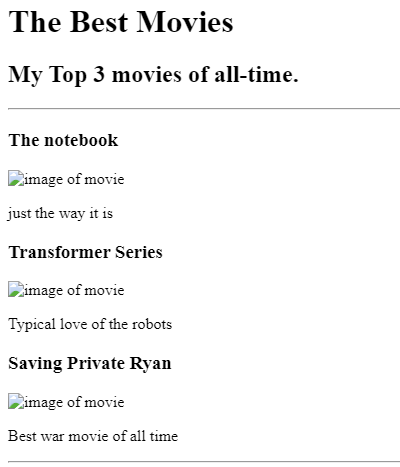 The Best Movies
My Top 3 movies of all-time.
The notebook
image of movie
just the way it is
Transformer Series
image of movie
Typical love of the robots
Saving Private Ryan
image of movie
Best war movie of all time